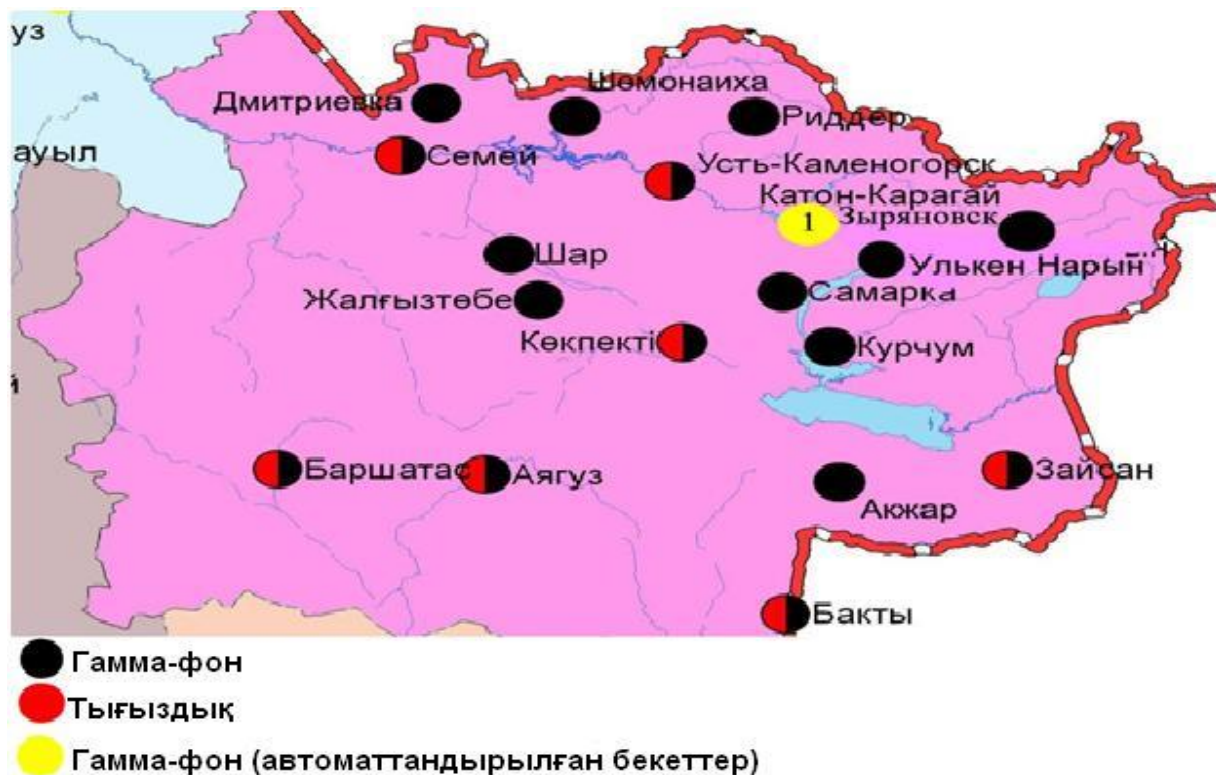 уз
Шемонаиха
Дмитриевка
Риддер
ауыл
Семей
Усть-Каменогорск
Катон-Карагай
1
Зыряновск
Шар
Улькен Нарын
Самарка
Жалғызтөбе
Көкпекті
Курчум
й
Баршатас
Аягуз
Зайсан
Акжар
Бакты
Гамма-фон
Тығыздық
Гамма-фон (автоматтандырылған бекеттер)